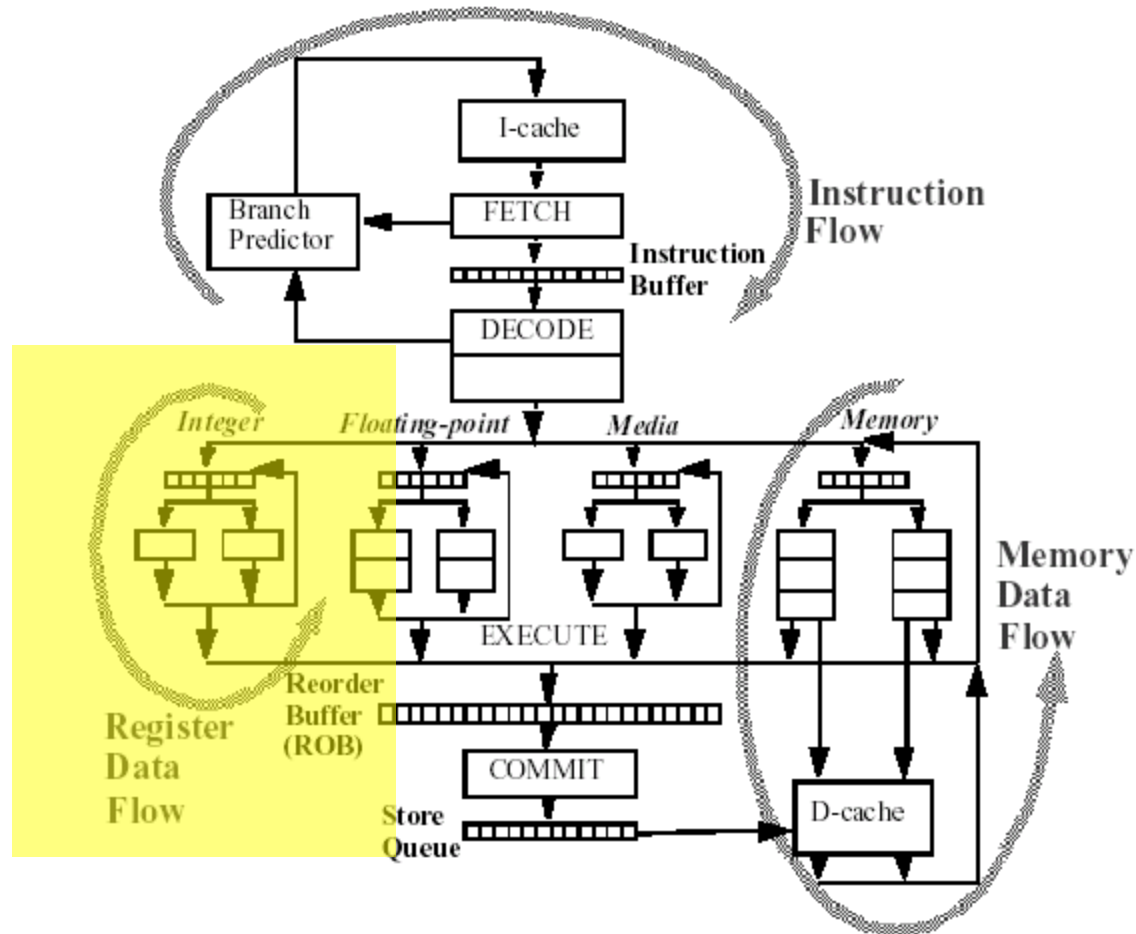 I-cache
Branch
Predictor
FETCH
Instruction
Flow
Instruction
Buffer
DECODE
Integer
Floating-point
Media
Memory
Memory
Data
Flow
EXECUTE
Reorder
Buffer
(ROB)
Register
Data
Flow
COMMIT
D-cache
Store
Queue